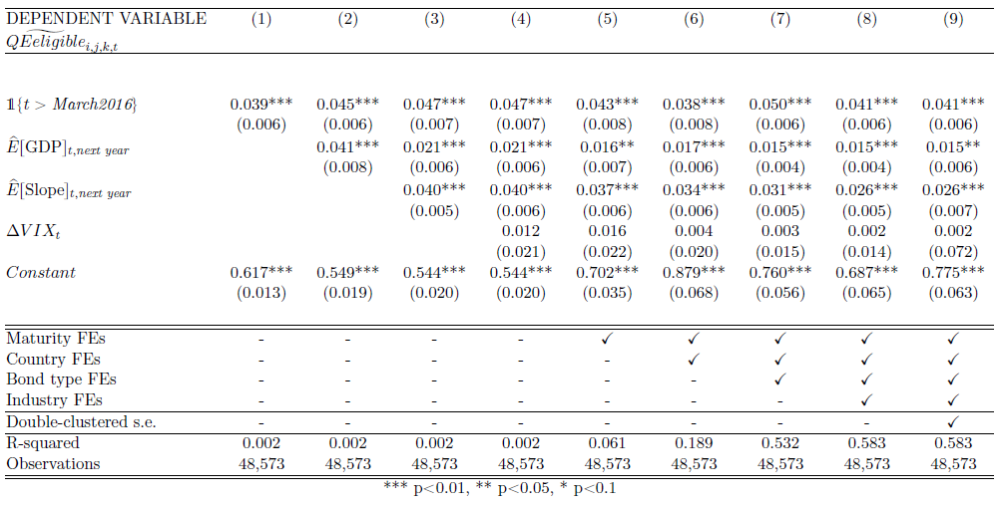 DEPENDENT VARIABLE (1) (2) (3) (4) (5) (6) (7) (8) (9)
QEeligible i,j,k,t
𝟙{t > March2016} 0.039*** 0.045*** 0.047*** 0.047*** 0.043*** 0.038*** 0.050*** 0.041*** 0.041***
(0.006) (0.006) (0.007) (0.007) (0.008) (0.008) (0.006) (0.006) (0.006)
Ê[GDP]t,next year 0.041*** 0.021*** 0.021*** 0.016** 0.017*** 0.015*** 0.015*** 0.015**
(0.008) (0.006) (0.006) (0.007) (0.006) (0.004) (0.004) (0.006)
Ê[Slope]t,next year 0.040*** 0.040*** 0.037*** 0.034*** 0.031*** 0.026*** 0.026***
(0.005) (0.006) (0.006) (0.006) (0.005) (0.005) (0.007)
ΔVIXt 0.012 0.016 0.004 0.003 0.002 0.002
(0.021) (0.022) (0.020) (0.015) (0.014) (0.072)
Constant 0.617*** 0.549*** 0.544*** 0.544*** 0.702*** 0.879*** 0.760*** 0.687*** 0.775***
(0.013) (0.019) (0.020) (0.020) (0.035) (0.068) (0.056) (0.065) (0.063)
Maturity FEs - - - - ✓ ✓ ✓ ✓ ✓
Country FEs - - - - - ✓ ✓ ✓ ✓
Bond type FEs - - - - - - ✓ ✓ ✓
Industry FEs - - - - - - - ✓ ✓
Double-clustered s.e. - - - - - - - - ✓
R-squared 0.002 0.002 0.002 0.002 0.061 0.189 0.532 0.583 0.583
Observations 48,573 48,573 48,573 48,573 48,573 48,573 48,573 48,573 48,573
*** p<0.01, ** p<0.05, * p<0.1